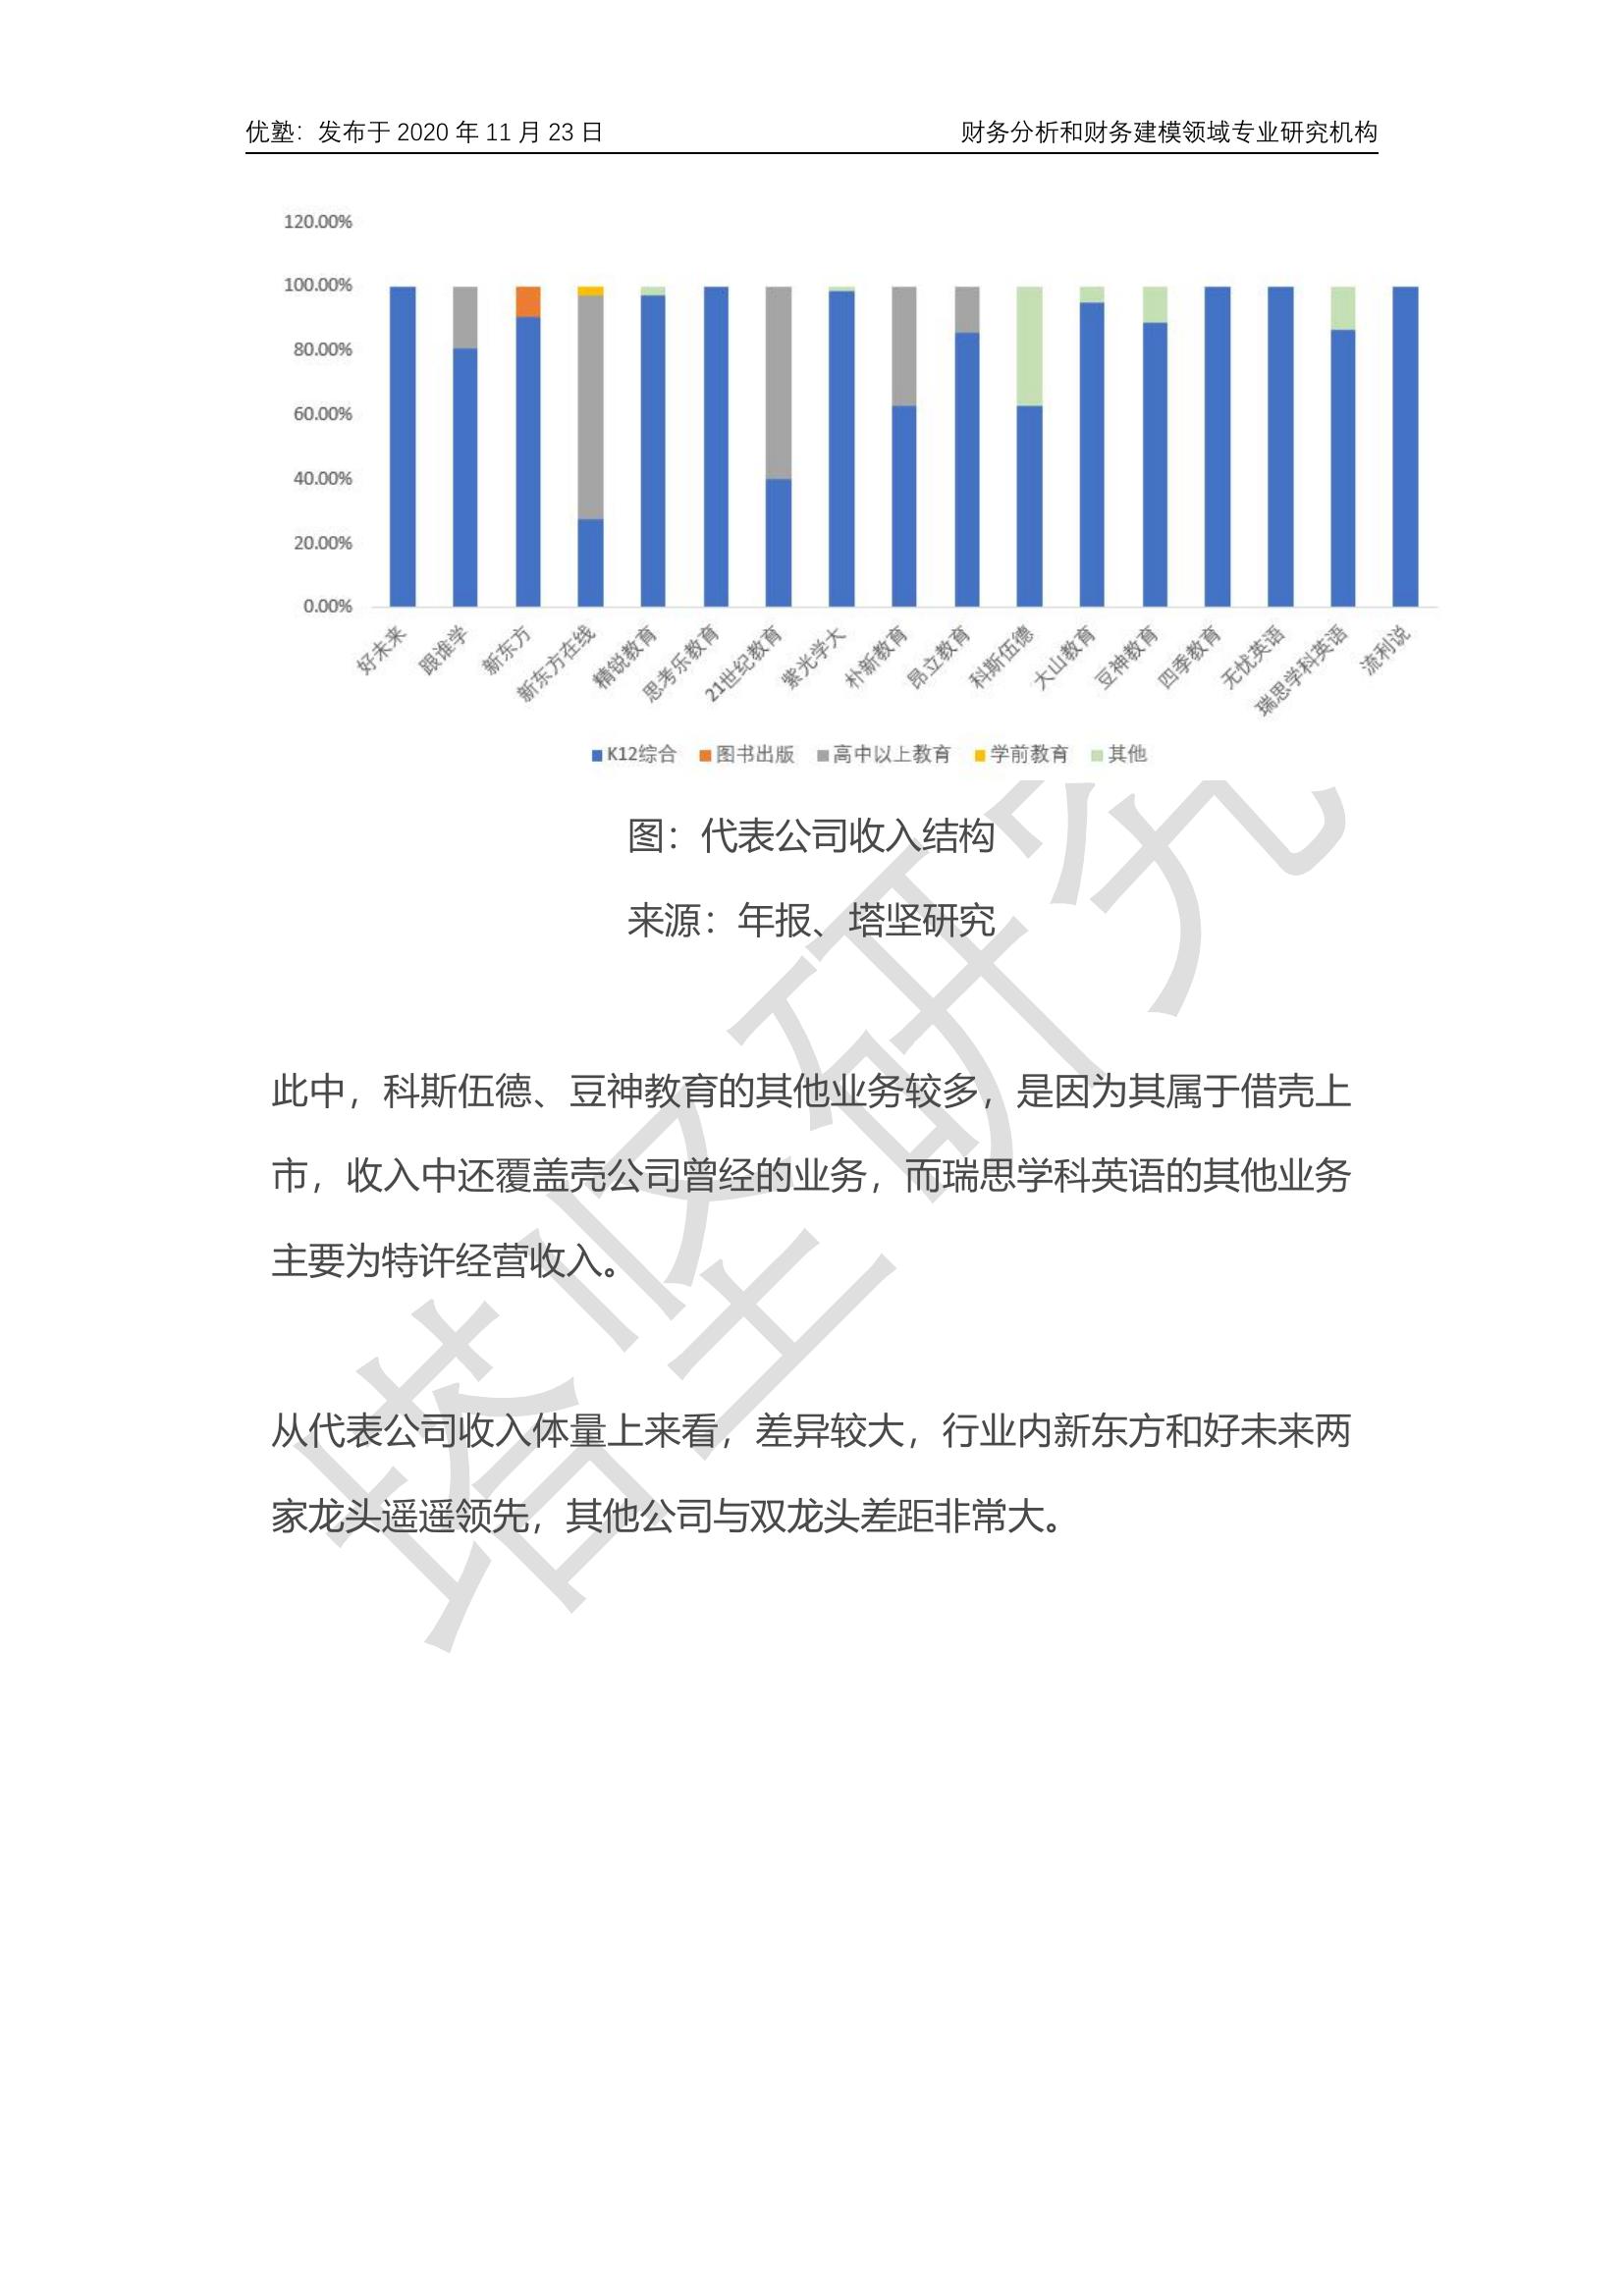 优塾：发布于 2020 年 11 月 23 日 财务分析和财务建模领域专业研究机构
120.00%
100.00%
80.00%
60.00%
40.00%
20.00%
0.00%
好未来 跟谁学 新东方 新东方在线 精锐教育 思考乐教育 21世纪教育 紫光学大 朴新教育 昂立教育 科斯伍德 大山教育 豆神教育 四季教育 无忧英语 瑞思学科英语 流利说
K12综合 图书出版 高中以上教育 学前教育 其他
图：代表公司收入结构
来源：年报、塔坚研究
此中，科斯伍德、豆神教育的其他业务较多，是因为其属于借壳上
市，收入中还覆盖壳公司曾经的业务，而瑞思学科英语的其他业务
主要为特许经营收入。
从代表公司收入体量上来看，差异较大，行业内新东方和好未来两
家龙头遥遥领先，其他公司与双龙头差距非常大。
塔坚研究